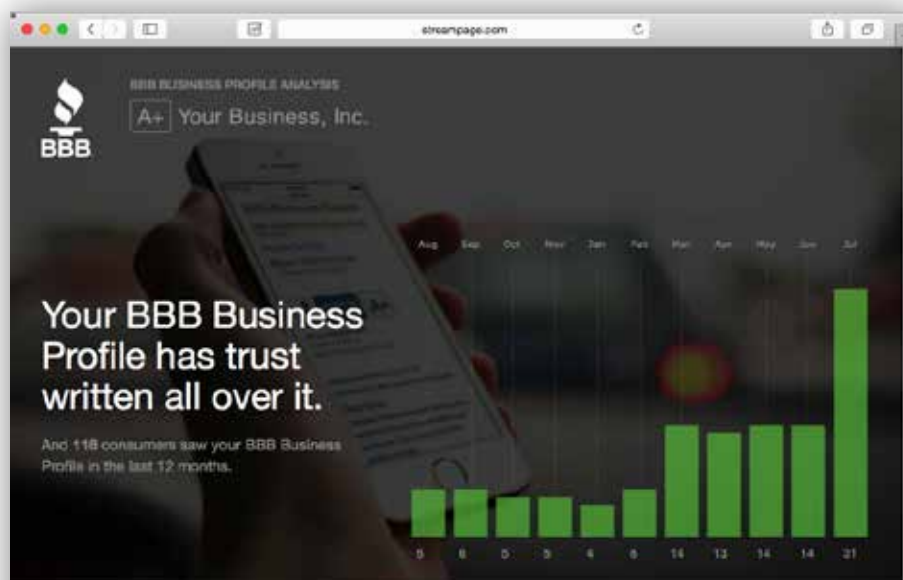 streampage.com
BBB
BBB BUSINESS PROFILE ANALYSIS
A+ Your Business, Inc.
Aug Sep Oct Nov Jan Feb Mar Apr May Jun Jul
Your BBB Business
Profile has trust
written all over it.
And 118 consumers saw your BBB Business
Profile in the last 12 months.
6 6 5 5 4 6 14 13 14 14 31